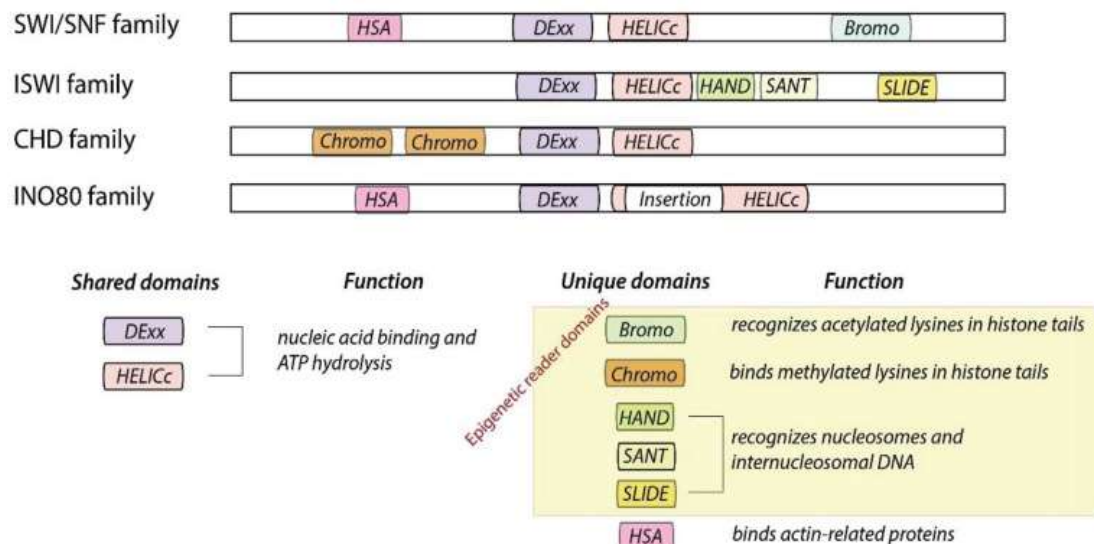 SWI/SNF family HSA DExx HELICc Bromo
ISWI family DExx HELICc HAND SANT SLIDE
CHD family Chromo Chromo DExx HELICc
INO80 family HSA DExx Insertion HELICc
Shared domains Function Unique domains Function
DExx
HELICc
nucleic acid binding and
ATP hydrolysis
Epigenetic reader domains
Bromo recognizes acetylated lysines in histone tails
Chromo binds methylated lysines in histone tails
HAND
SANT
SLIDE
recognizes nucleosomes and
internucleosomal DNA
HSA binds actin-related proteins